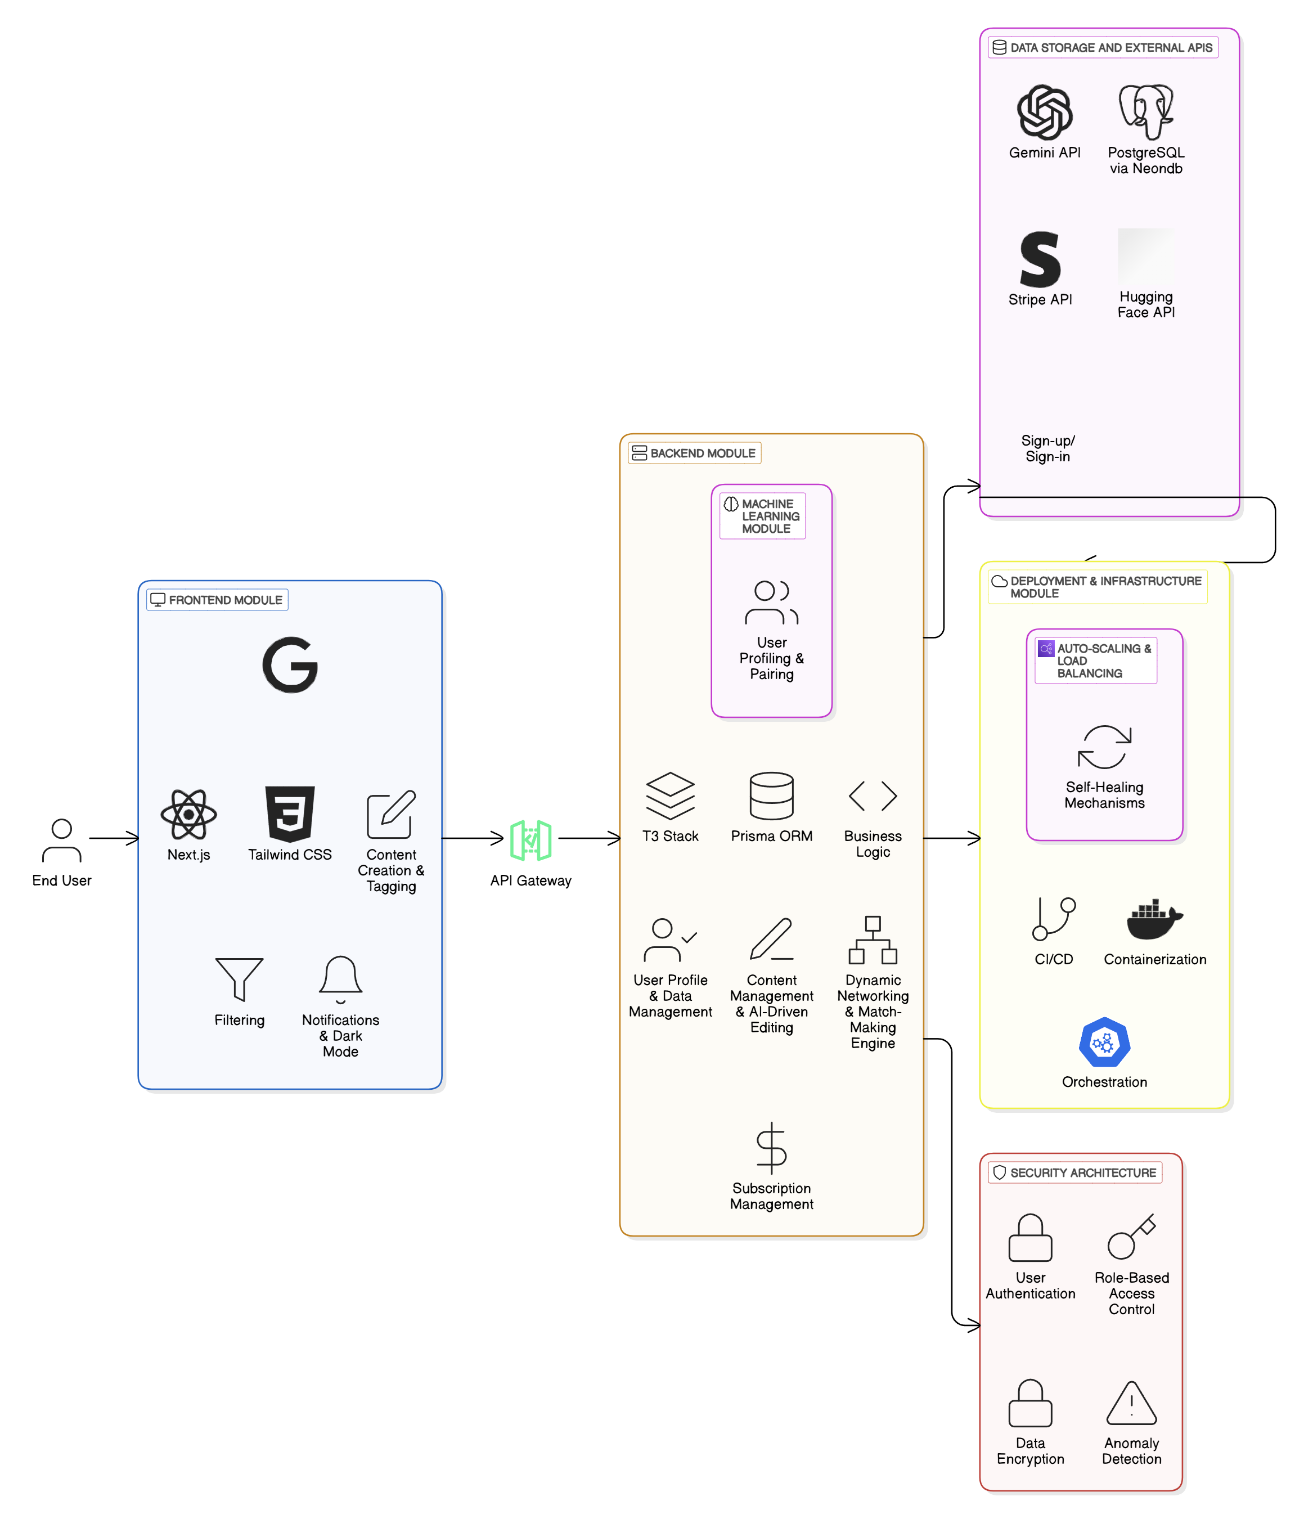 DATA STORAGE AND EXTERNAL APIS
Gemini API
PostgreSQL
via Neondb
Stripe API
Hugging
Face API
Sign-up/
Sign-in
BACKEND MODULE
MACHINE
LEARNING
MODULE
User
Profiling &
Pairing
T3 Stack
Prisma ORM
Business
Logic
User Profile
& Data
Management
Content
Management
& AI-Driven
Editing
Dynamic
Networking
& Match-
Making
Engine
Subscription
Management
FRONTEND MODULE
G
Next.js
Tailwind CSS
Content
Creation &
Tagging
Filtering
Notifications
& Dark
Mode
End User
API Gateway
DEPLOYMENT & INFRASTRUCTURE
MODULE
AUTO-SCALING &
LOAD
BALANCING
Self-Healing
Mechanisms
CI/CD
Containerization
Orchestration
SECURITY ARCHITECTURE
User
Authentication
Role-Based
Access
Control
Data
Encryption
Anomaly
Detection